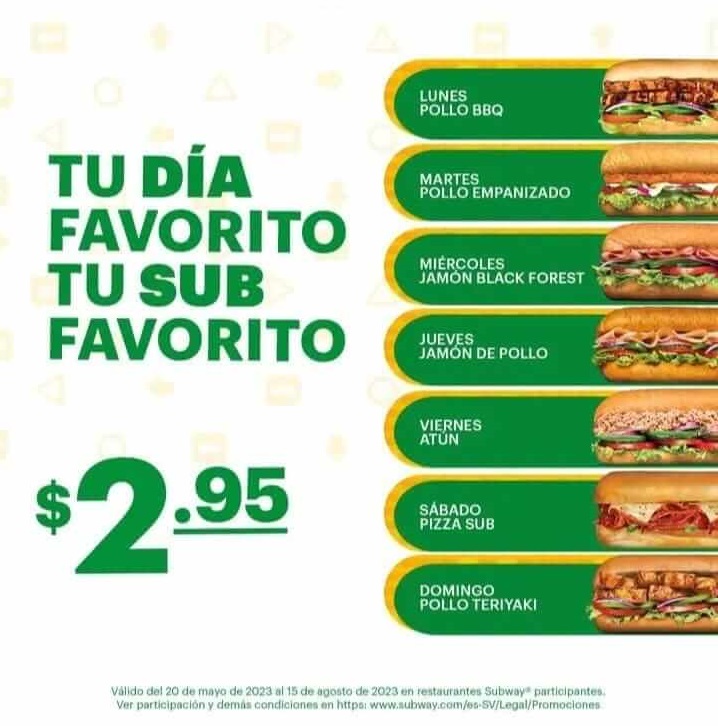 TU DÍA
FAVORITO
TU SUB
FAVORITO
$2.95
LUNES
POLLO BBQ
MARTES
POLLO EMPANIZADO
MIÉRCOLES
JAMÓN BLACK FOREST
JUEVES
JAMÓN DE POLLO
VIERNES
ATÚN
SÁBADO
PIZZA SUB
DOMINGO
POLLO TERIYAKI
Válido del 20 de mayo de 2023 al 15 de agosto de 2023 en restaurantes Subway® participantes.
Ver participación y demás condiciones en https: www.subway.com/es-SV/Legal/Promociones